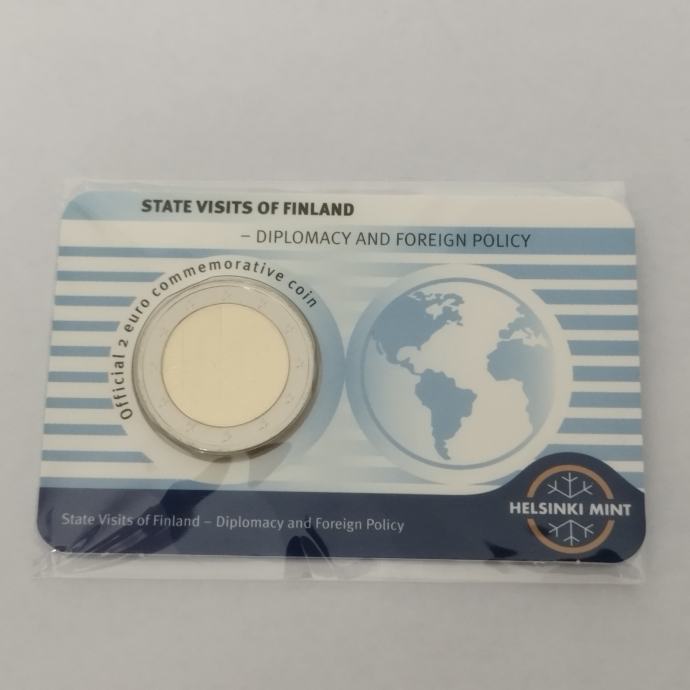 STATE VISITS OF FINLAND
– DIPLOMACY AND FOREIGN POLICY
Official 2 euro commemorative coin
HELSINKI MINT
State Visits of Finland – Diplomacy and Foreign Policy